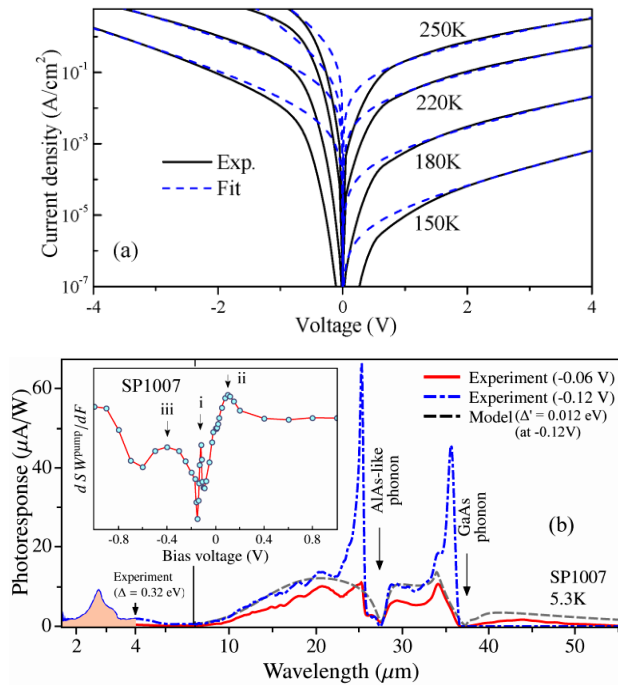 (a)
Current density (A/cm²)
10⁻¹
10⁻³
10⁻⁵
10⁻⁷
250K
220K
180K
150K
Exp.
Fit
-4 -2 0 2 4
Voltage (V)
(b)
Photoresponse (μA/W)
60
40
20
10
0
SP1007
i
ii
iii
d SWᵖᵘᵐᵖ/dF
-0.8 -0.4 0.0 0.4 0.8
Bias voltage (V)
Experiment
(Δ = 0.32 eV)
Experiment (-0.06 V)
Experiment (-0.12 V)
Model (Δ' = 0.012 eV)
(at -0.12V)
AlAs-like
phonon
GaAs
phonon
SP1007
5.3K
2 4 10 20 30 40 50
Wavelength (μm)